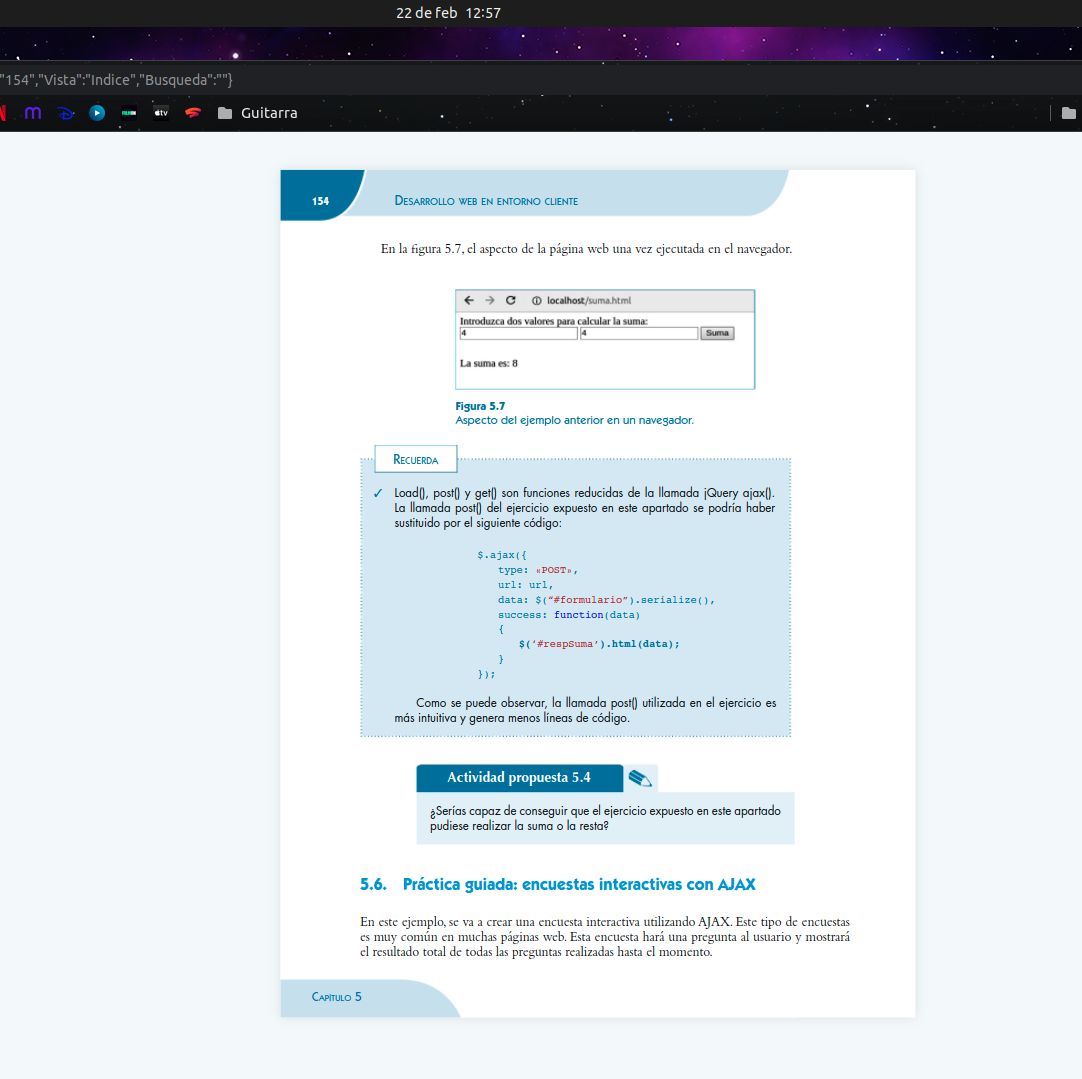 22 de feb 12:57
"154","Vista":"Indice","Busqueda":""}
m
tv
Guitarra
154
Desarrollo web en entorno cliente
En la figura 5.7, el aspecto de la página web una vez ejecutada en el navegador.
localhost/suma.html
Introduzca dos valores para calcular la suma:
4 4 Suma
La suma es: 8
Figura 5.7
Aspecto del ejemplo anterior en un navegador.
Recuerda
✓ Load(), post() y get() son funciones reducidas de la llamada jQuery ajax().
La llamada post() del ejercicio expuesto en este apartado se podría haber
sustituido por el siguiente código:
$.ajax({
type: «POST»,
url: url,
data: $(“#formulario”).serialize(),
success: function(data)
{
$(‘#respSuma’).html(data);
}
});
Como se puede observar, la llamada post() utilizada en el ejercicio es
más intuitiva y genera menos líneas de código.
Actividad propuesta 5.4
¿Serías capaz de conseguir que el ejercicio expuesto en este apartado
pudiese realizar la suma o la resta?
5.6. Práctica guiada: encuestas interactivas con AJAX
En este ejemplo, se va a crear una encuesta interactiva utilizando AJAX. Este tipo de encuestas
es muy común en muchas páginas web. Esta encuesta hará una pregunta al usuario y mostrará
el resultado total de todas las preguntas realizadas hasta el momento.
Capítulo 5